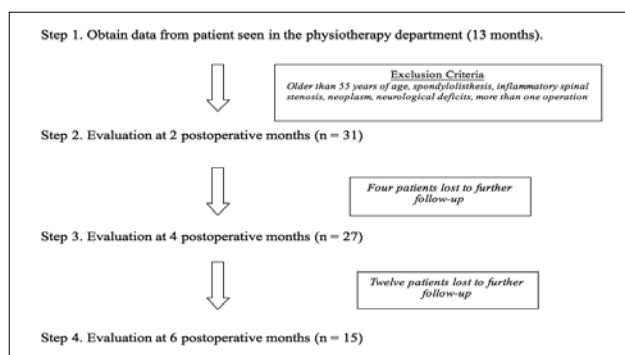 Step 1. Obtain data from patient seen in the physiotherapy department (13 months).
Exclusion Criteria
Older than 55 years of age, spondylolisthesis, inflammatory spinal
stenosis, neoplasm, neurological deficits, more than one operation
Step 2. Evaluation at 2 postoperative months (n = 31)
Four patients lost to further
follow-up
Step 3. Evaluation at 4 postoperative months (n = 27)
Twelve patients lost to further
follow-up
Step 4. Evaluation at 6 postoperative months (n = 15)